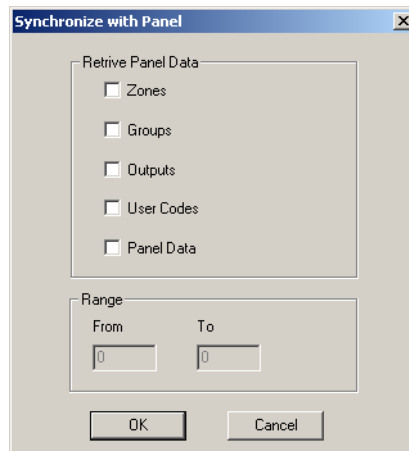 Synchronize with Panel
Retrive Panel Data
Zones
Groups
Outputs
User Codes
Panel Data
Range
From To
0 0
OK Cancel